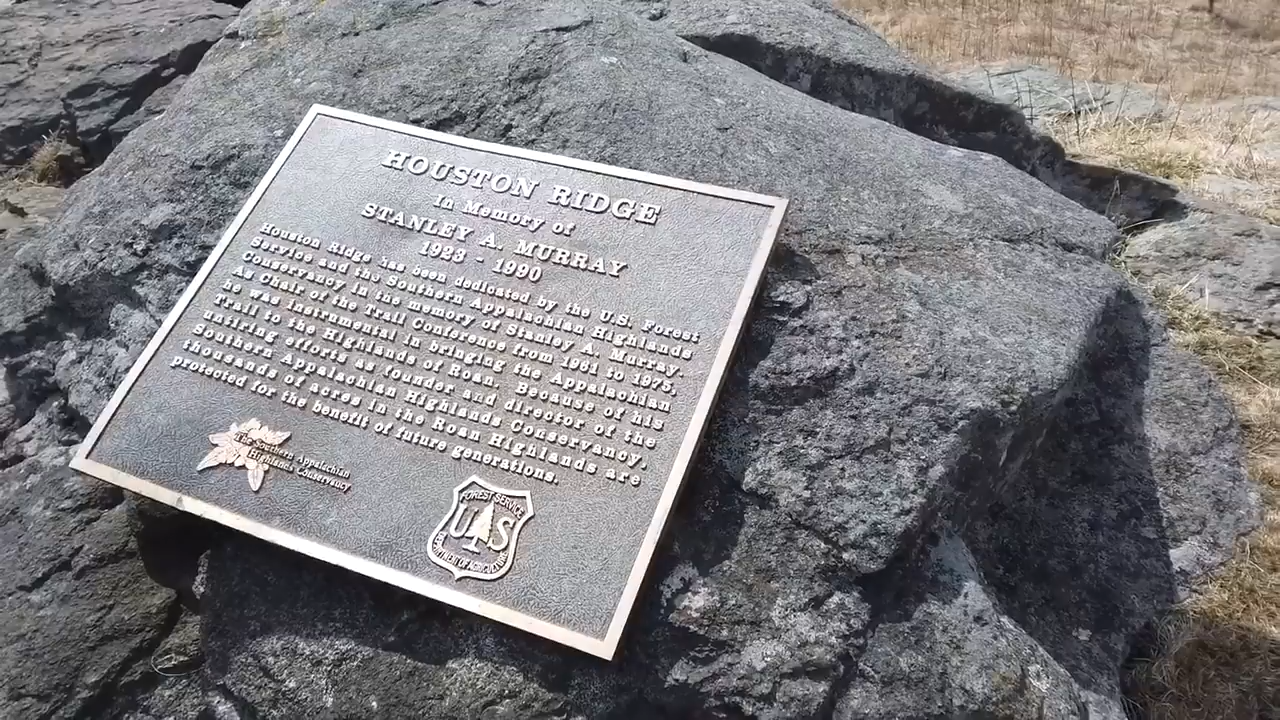 HOUSTON RIDGE
In Memory of
STANLEY A. MURRAY
1923 - 1990
Houston Ridge has been dedicated by the U.S. Forest
Service and the Southern Appalachian Highlands
Conservancy in the memory of Stanley A. Murray.
As Chair of the Trail Conference from 1961 to 1975,
he was instrumental in bringing the Appalachian
Trail to the Highlands of Roan. Because of his
untiring efforts as founder and director of the
Southern Appalachian Highlands Conservancy,
thousands of acres in the Roan Highlands are
protected for the benefit of future generations.
The Southern Appalachian
Highlands Conservancy
FOREST SERVICE
US
DEPARTMENT OF AGRICULTURE